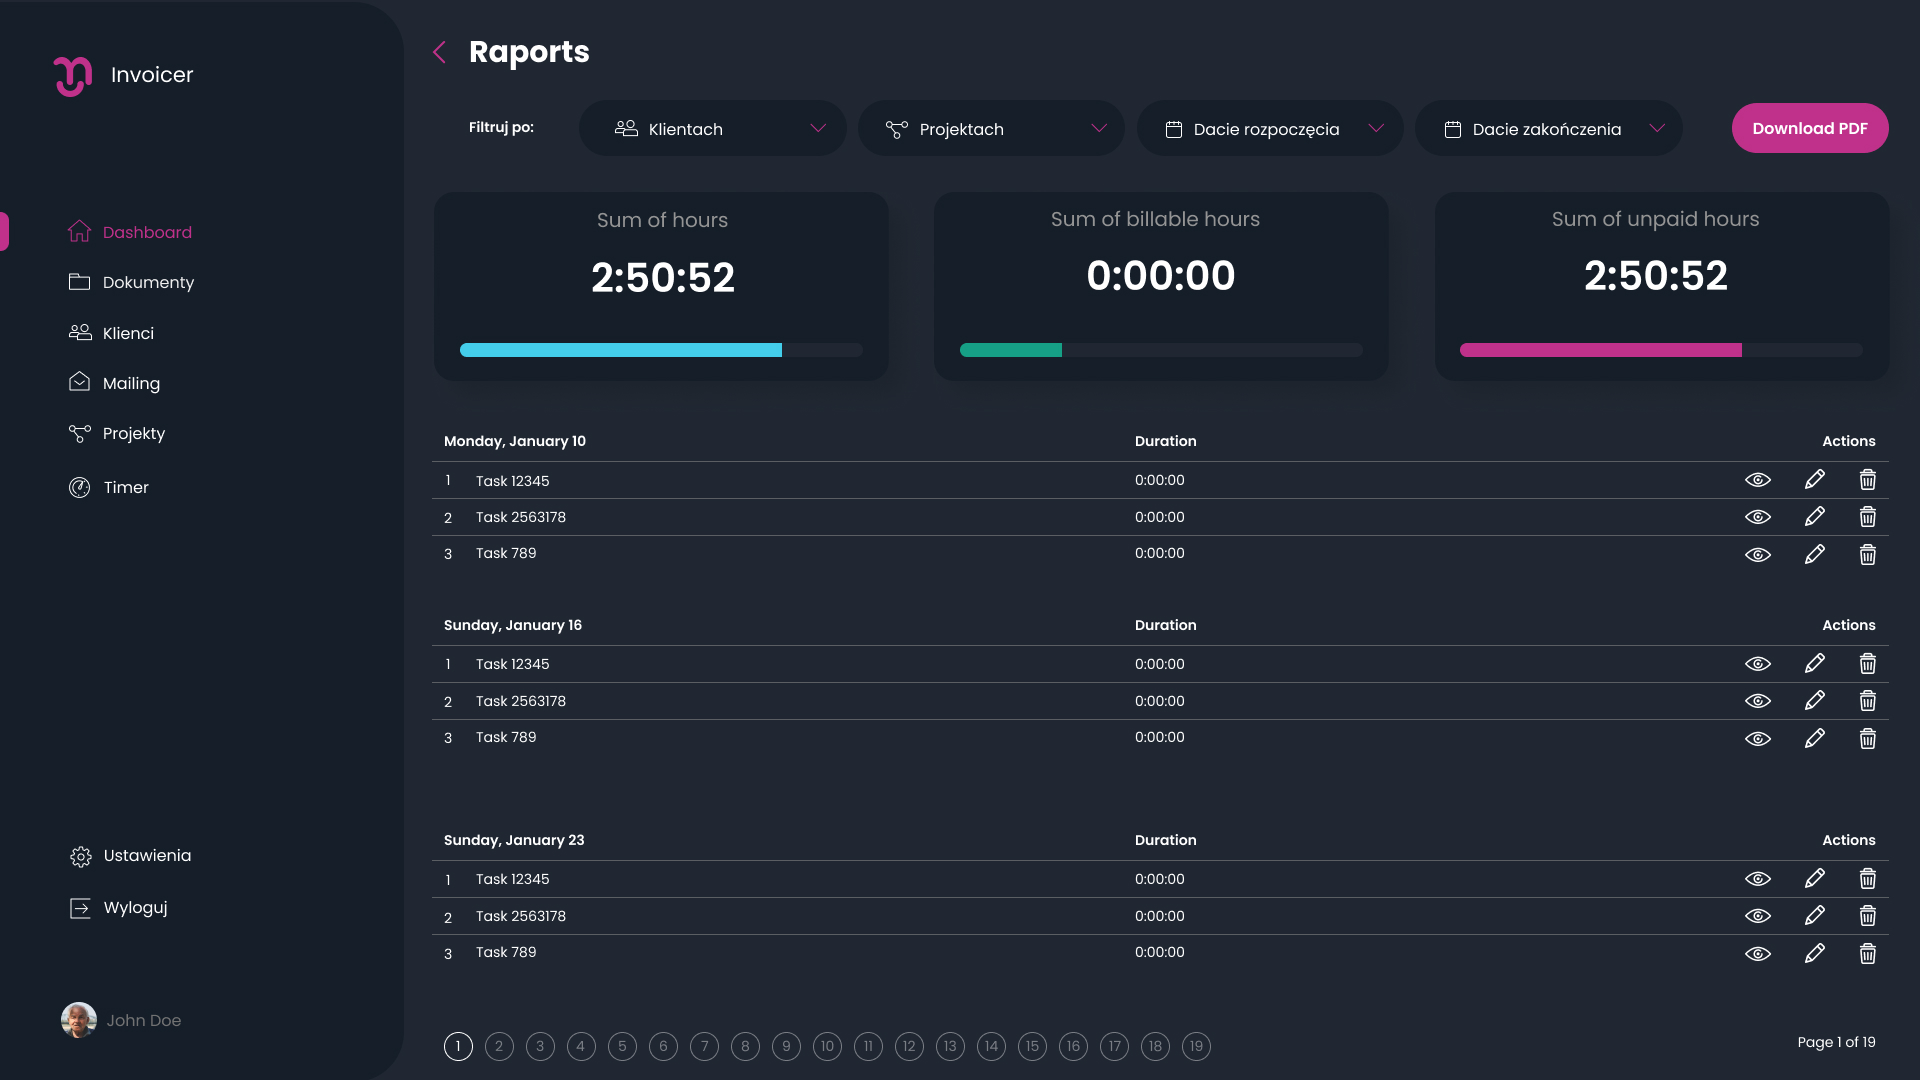 Invoicer
Dashboard
Dokumenty
Klienci
Mailing
Projekty
Timer
Ustawienia
Wyloguj
John Doe
Raports
Filtruj po: Klientach Projektach Dacie rozpoczęcia Dacie zakończenia Download PDF
Sum of hours
2:50:52
Sum of billable hours
0:00:00
Sum of unpaid hours
2:50:52
Monday, January 10 Duration Actions
1 Task 12345 0:00:00
2 Task 2563178 0:00:00
3 Task 789 0:00:00
Sunday, January 16 Duration Actions
1 Task 12345 0:00:00
2 Task 2563178 0:00:00
3 Task 789 0:00:00
Sunday, January 23 Duration Actions
1 Task 12345 0:00:00
2 Task 2563178 0:00:00
3 Task 789 0:00:00
1 2 3 4 5 6 7 8 9 10 11 12 13 14 15 16 17 18 19 Page 1 of 19